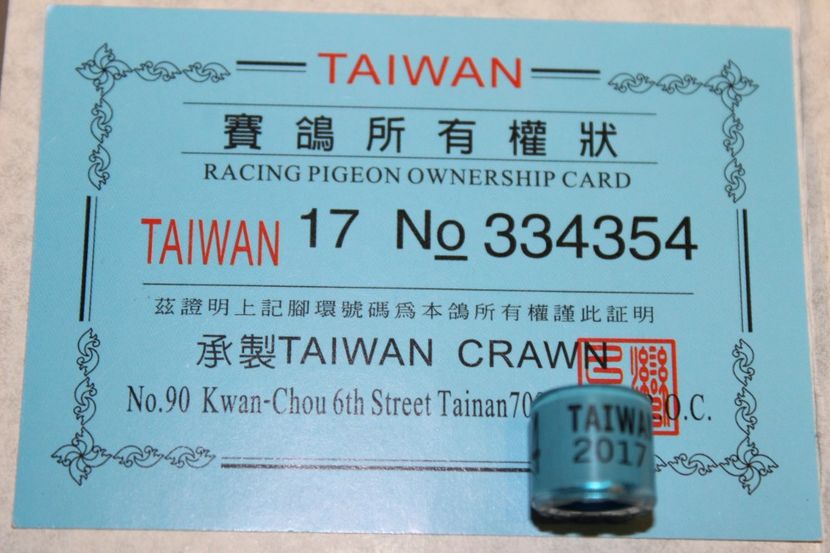 TAIWAN
賽鴿所有權狀
RACING PIGEON OWNERSHIP CARD
TAIWAN 17 No 334354
茲證明上記腳環號碼爲本鴿所有權謹此証明
承製TAIWAN CRAWN
No.90 Kwan-Chou 6th Street Tainan70 O.C.
TAIWA
2017